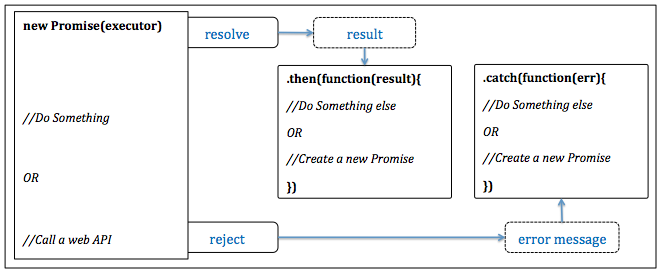 new Promise(executor)
resolve
result
.then(function(result){
//Do Something else
OR
//Create a new Promise
})
.catch(function(err){
//Do Something else
OR
//Create a new Promise
})
//Do Something
OR
//Call a web API
reject
error message